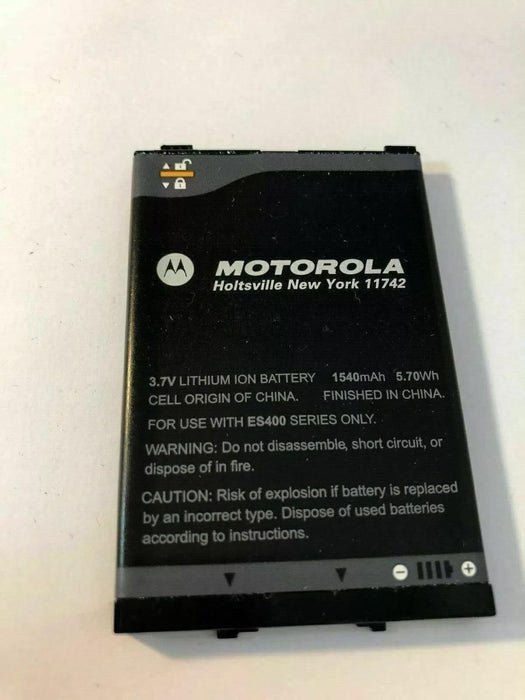 MOTOROLA
Holtsville New York 11742
3.7V LITHIUM ION BATTERY 1540mAh 5.70Wh
CELL ORIGIN OF CHINA. FINISHED IN CHINA.
FOR USE WITH ES400 SERIES ONLY.
WARNING: Do not disassemble, short circuit, or
dispose of in fire.
CAUTION: Risk of explosion if battery is replaced
by an incorrect type. Dispose of used batteries
according to instructions.